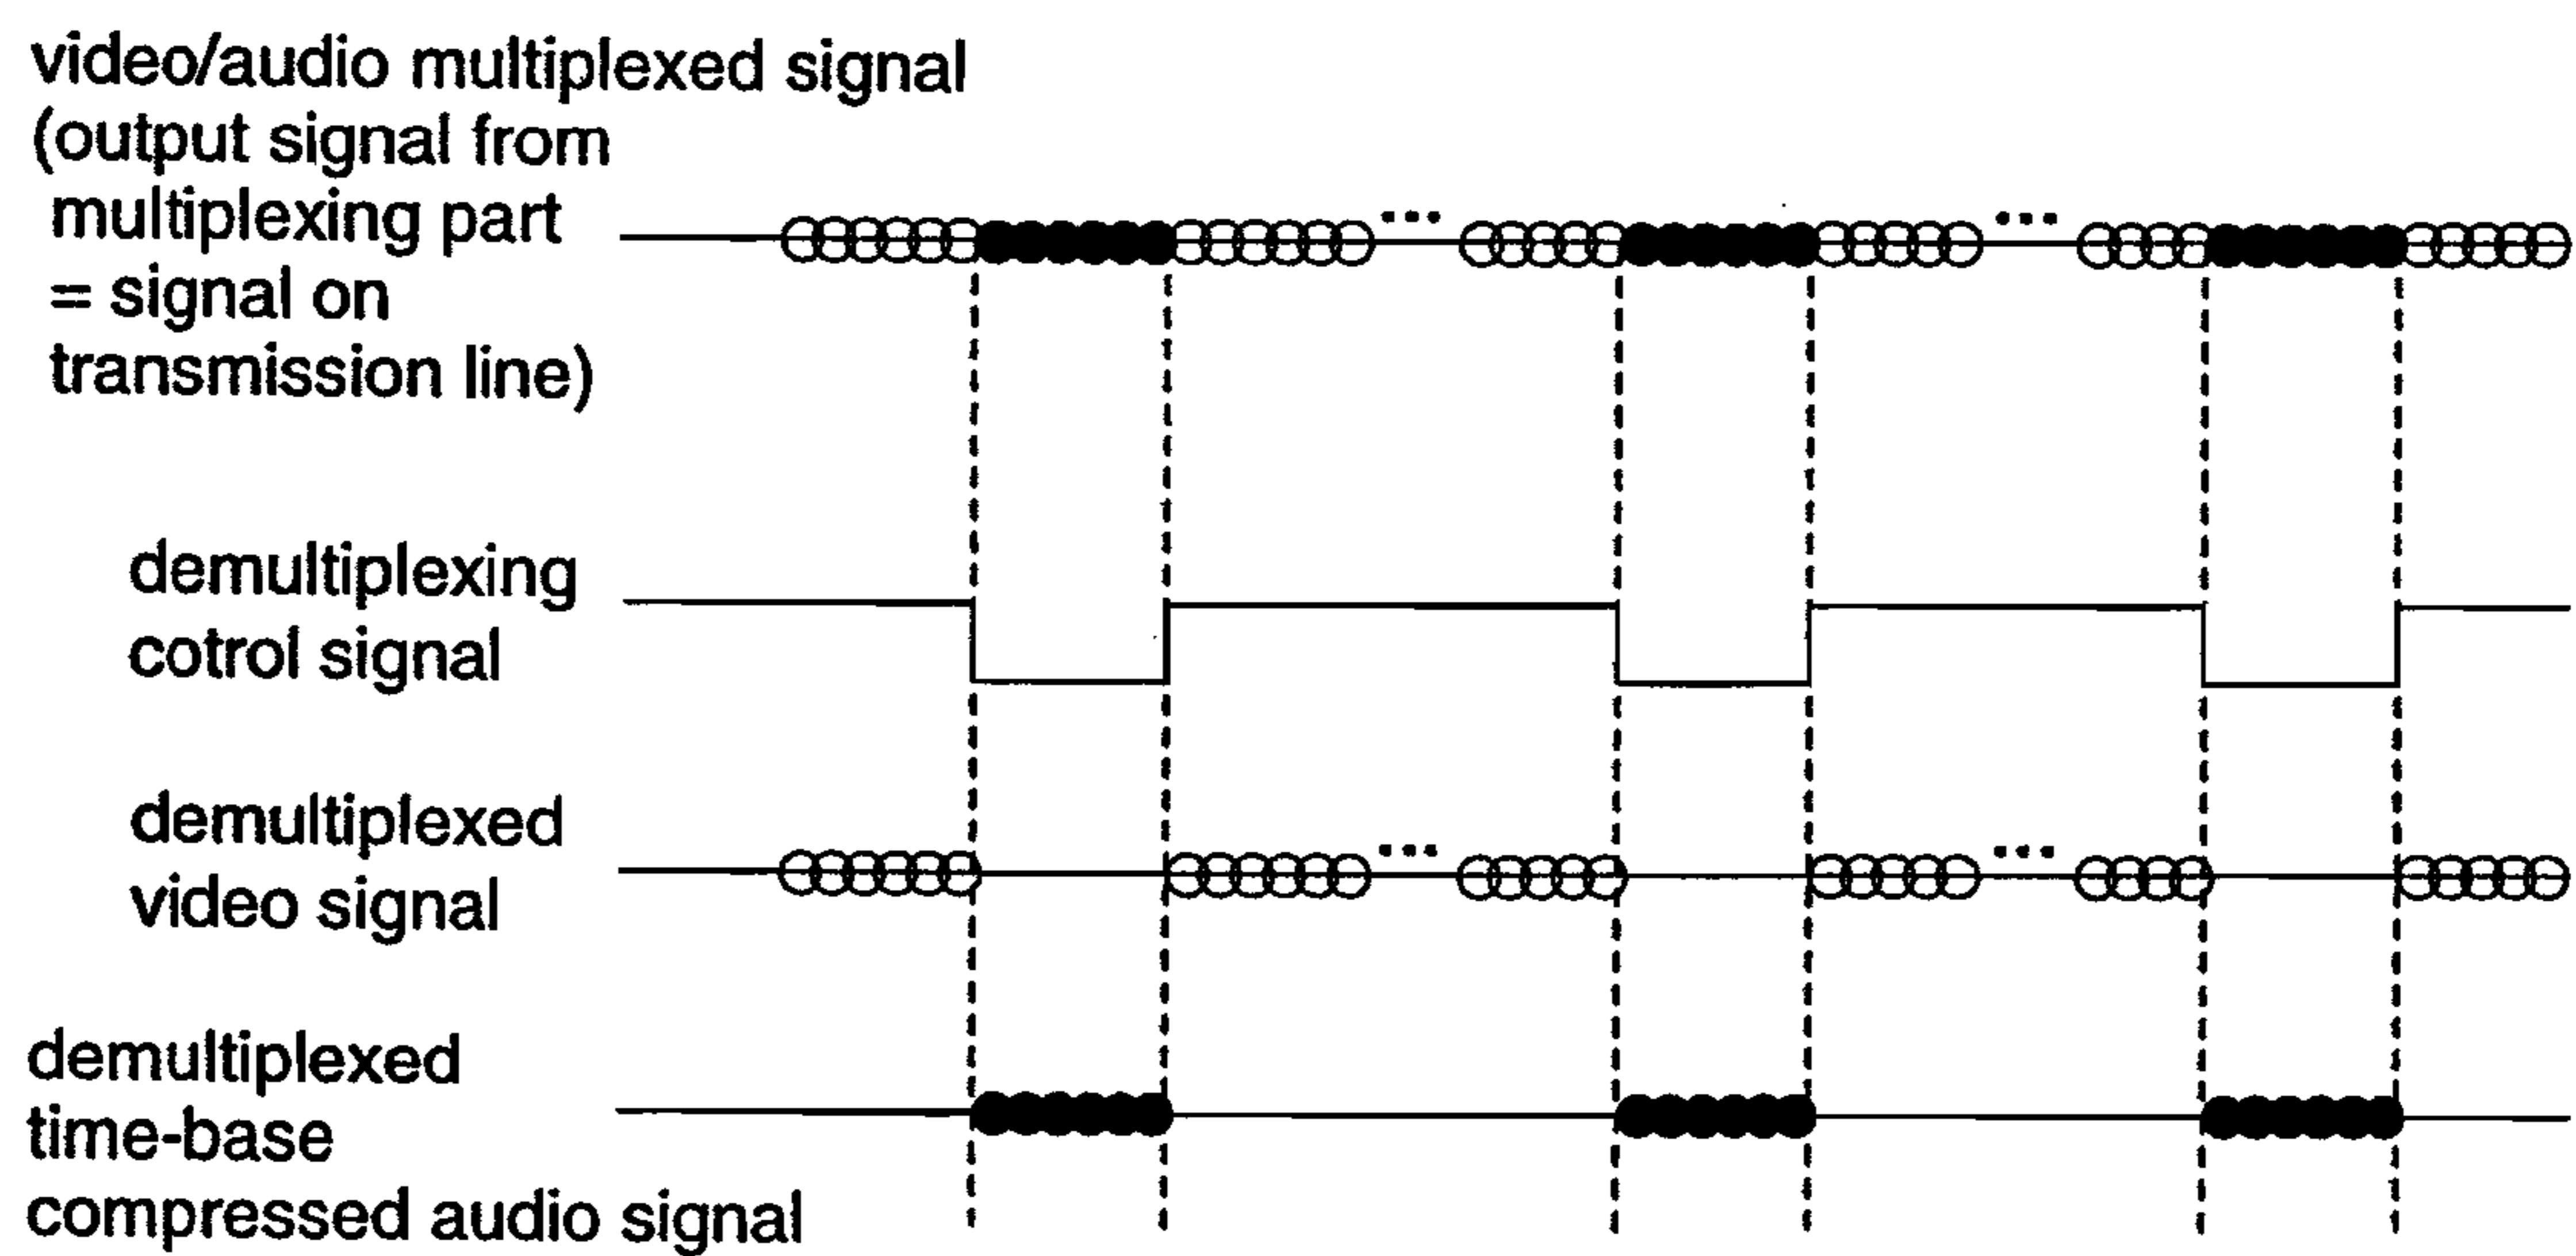 video/audio multiplexed signal
(output signal from
multiplexing part
= signal on
transmission line)
...
...
demultiplexing
cotrol signal
demultiplexed
video signal
...
...
demultiplexed
time-base
compressed audio signal